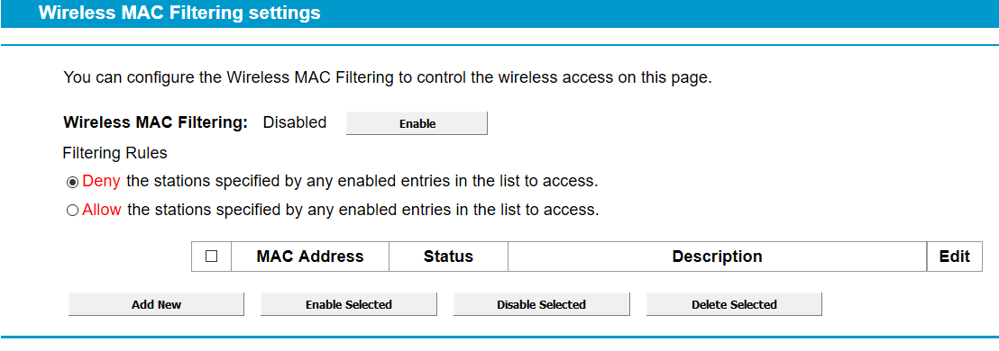 Wireless MAC Filtering settings
You can configure the Wireless MAC Filtering to control the wireless access on this page.
Wireless MAC Filtering: Disabled Enable
Filtering Rules
Deny the stations specified by any enabled entries in the list to access.
Allow the stations specified by any enabled entries in the list to access.
MAC Address Status Description Edit
Add New Enable Selected Disable Selected Delete Selected